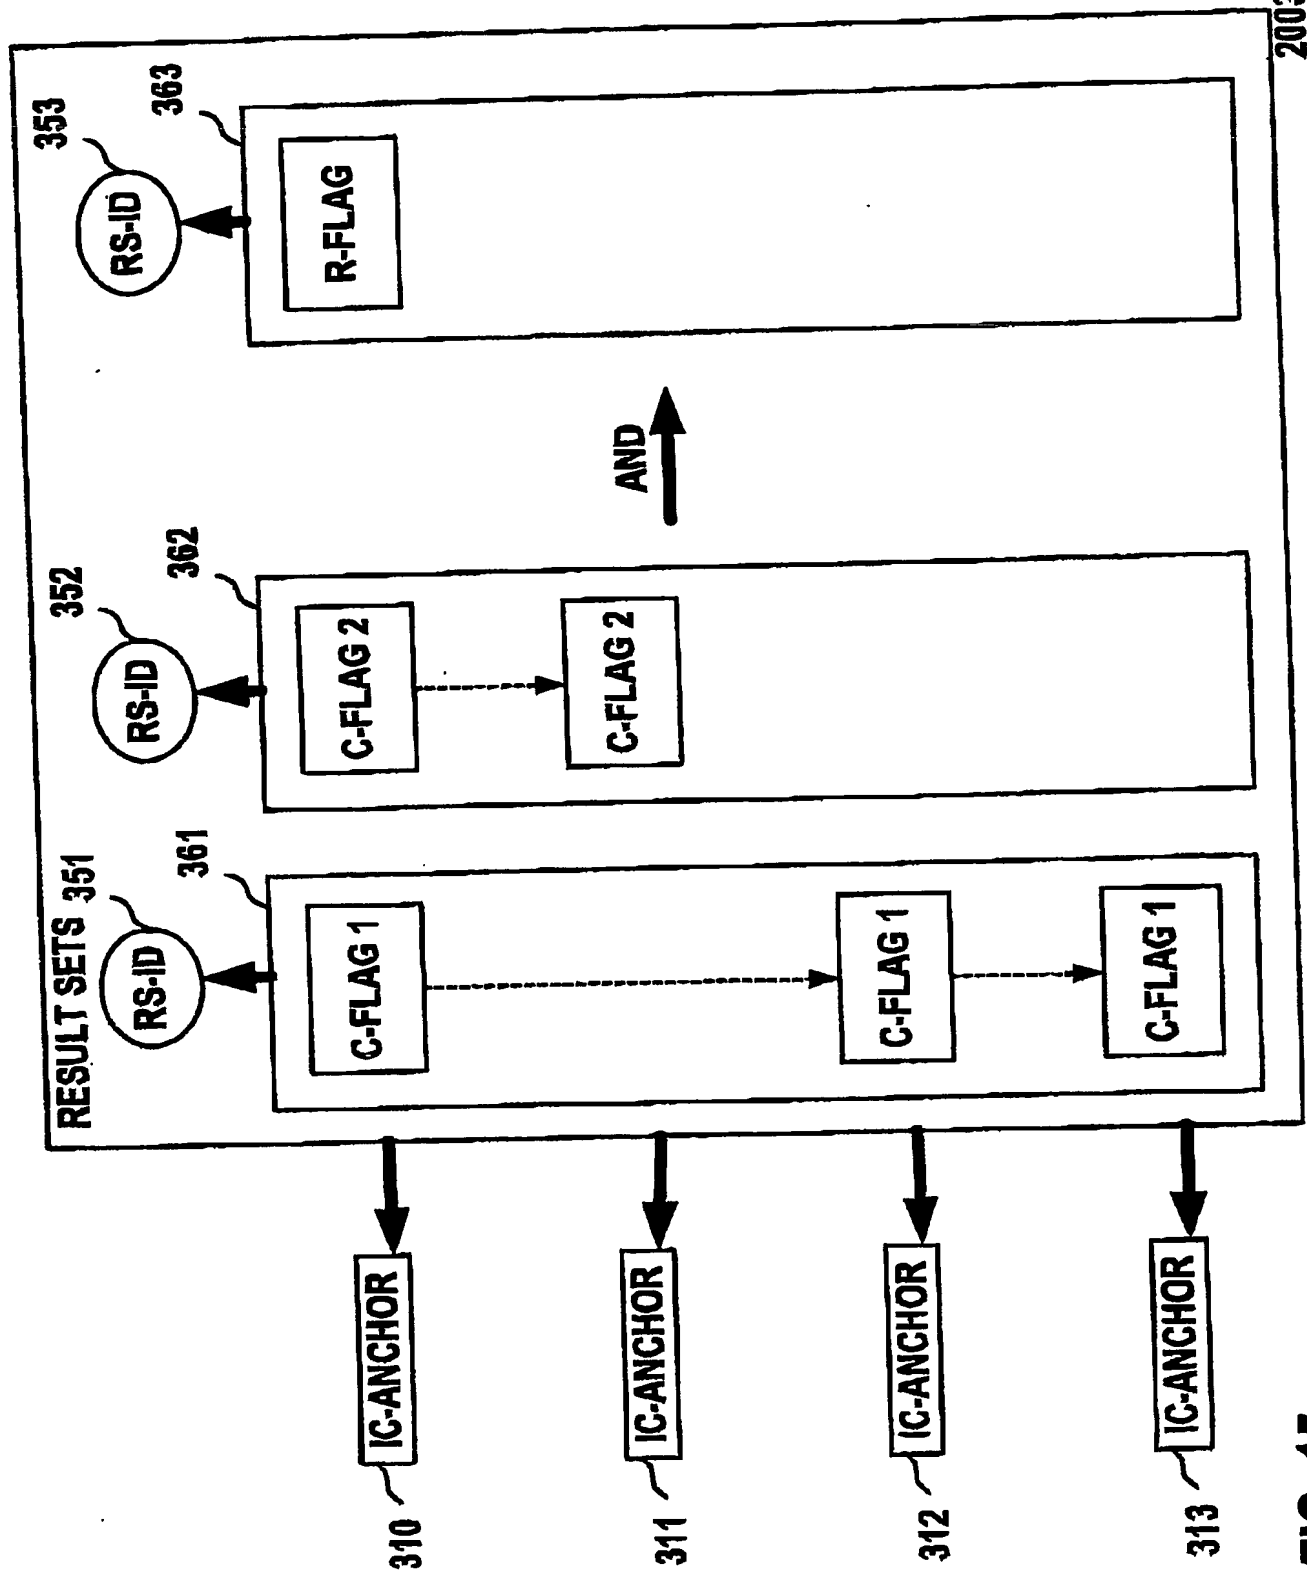 RESULT SETS
351
352
353
RS-ID
RS-ID
RS-ID
361
362
363
C-FLAG 1
C-FLAG 2
R-FLAG
C-FLAG 2
AND
C-FLAG 1
C-FLAG 1
IC-ANCHOR
IC-ANCHOR
IC-ANCHOR
IC-ANCHOR
310
311
312
313